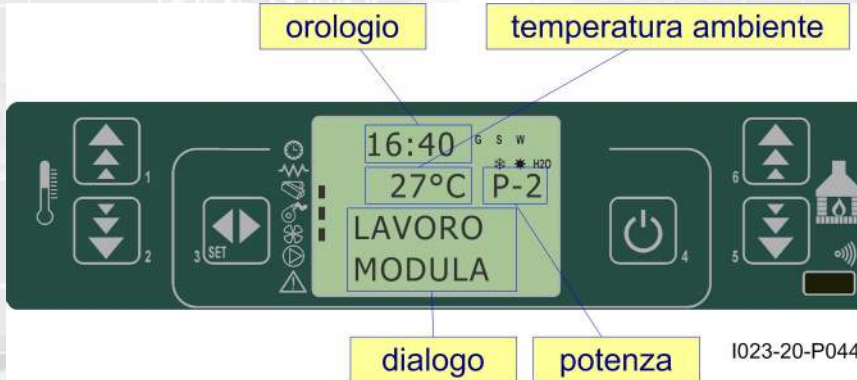 orologio
temperatura ambiente
16:40
G S W
H2O
27°C
P-2
LAVORO
MODULA
1
2
3
SET
4
5
6
dialogo
potenza
I023-20-P044